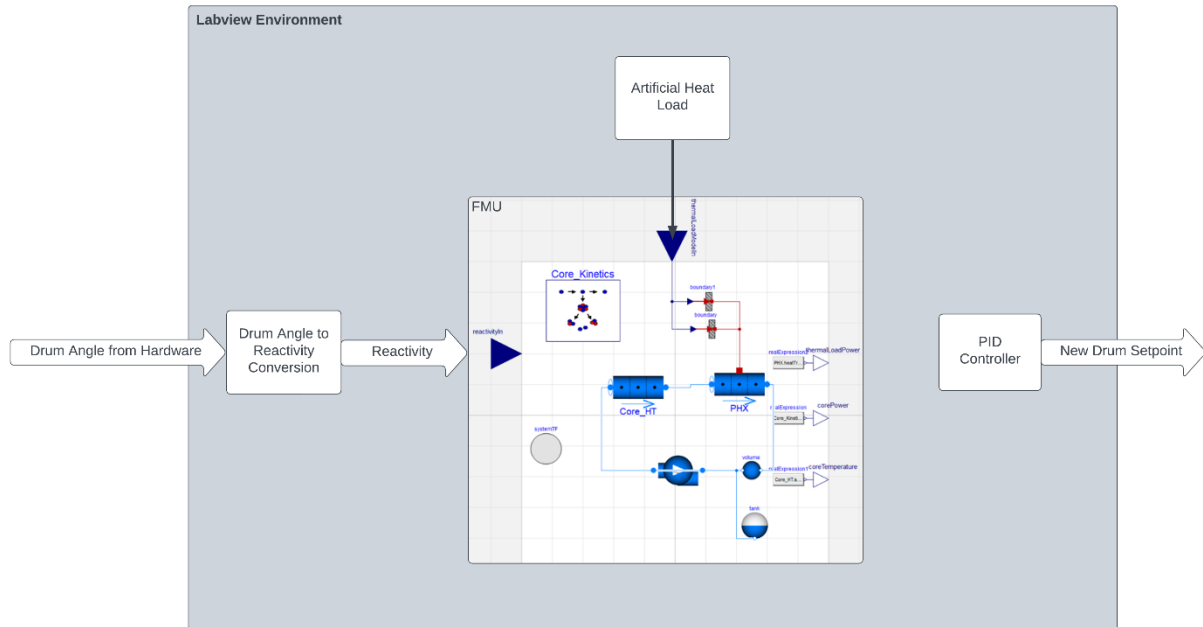 Labview Environment
Artificial Heat
Load
FMU
thermalLoadModelIn
Core_Kinetics
boundary1
boundary
reactivityIn
Drum Angle from Hardware
Drum Angle to
Reactivity
Conversion
Reactivity
thermalLoadPower
PID
Controller
New Drum Setpoint
Core_HT
PHX
realExpression
corePower
systemTF
volume
realExpression1
coreTemperature
Core_HT.s...
tank